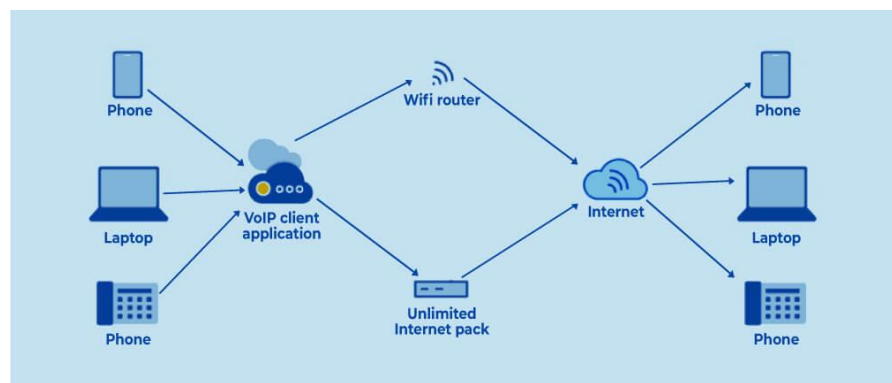 Phone
Laptop
Phone
VoIP client
application
Wifi router
Unlimited
Internet pack
Internet
Phone
Laptop
Phone